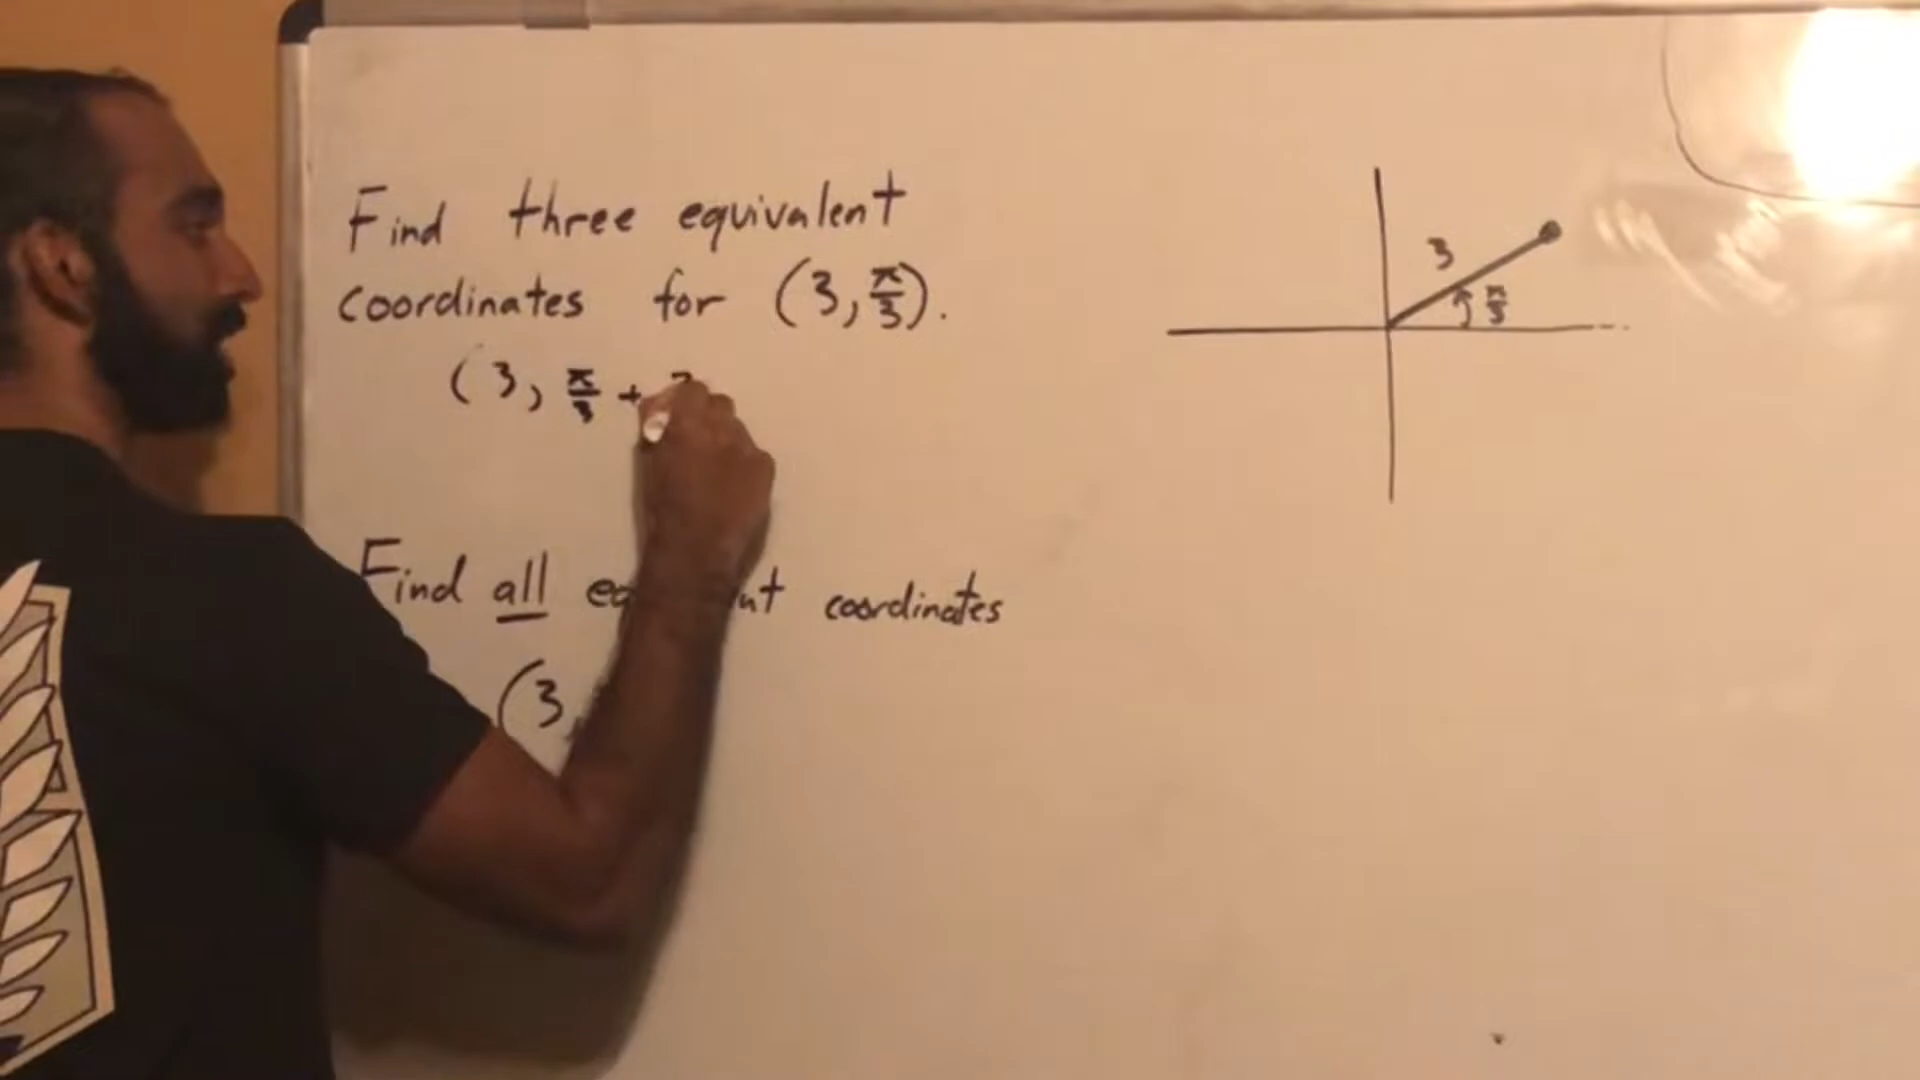 Find three equivalent
coordinates for (3, π/3).
(3, π/3 +
Find all coordinates
(3,
3
π/3